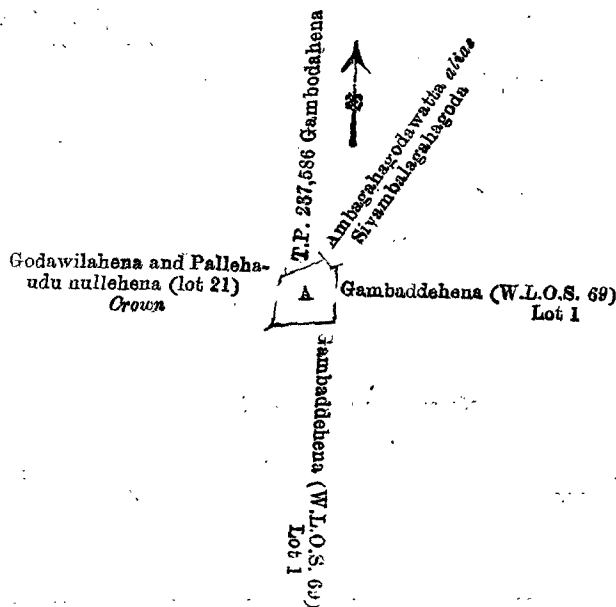 T.P. 237,586 Gambodahena
Ambagahagodawatta alias
Siyambalagahagoda
Godawilahena and Palleha-
udu nullehena (lot 21)
Crown
A
Gambaddehena (W.L.O.S. 69)
Lot 1
Gambaddehena (W.L.O.S. 69)
Lot 1